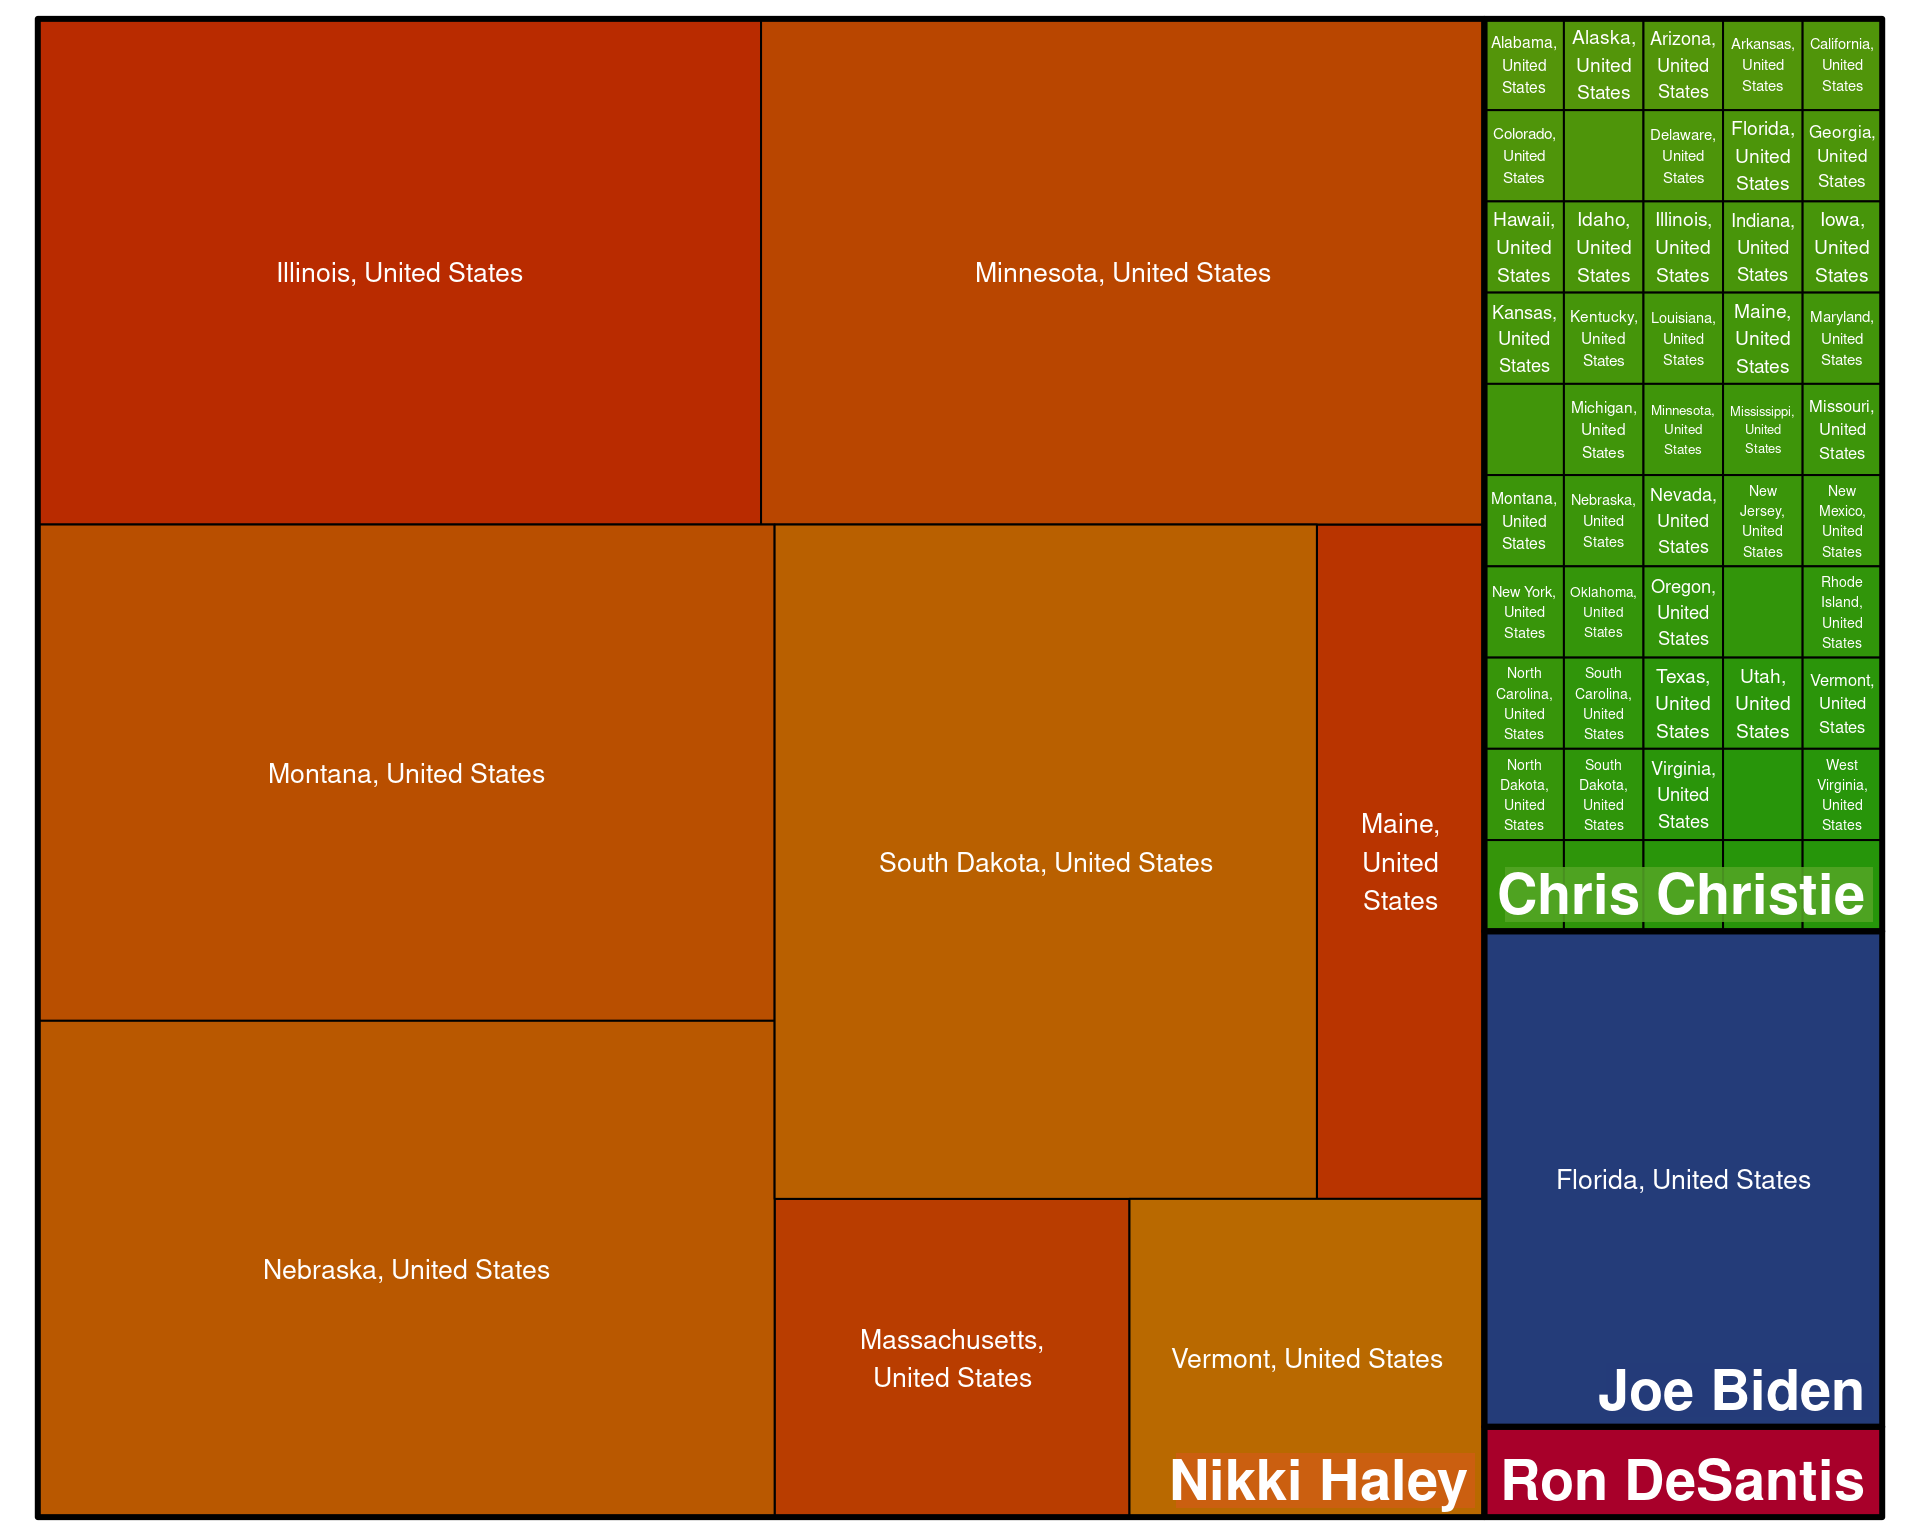 Illinois, United States
Minnesota, United States
Montana, United States
South Dakota, United States
Maine,
United
States
Nebraska, United States
Massachusetts,
United States
Vermont, United States
Nikki Haley
Alabama,
United
States
Alaska,
United
States
Arizona,
United
States
Arkansas,
United
States
California,
United
States
Colorado,
United
States
Delaware,
United
States
Florida,
United
States
Georgia,
United
States
Hawaii,
United
States
Idaho,
United
States
Illinois,
United
States
Indiana,
United
States
Iowa,
United
States
Kansas,
United
States
Kentucky,
United
States
Louisiana,
United
States
Maine,
United
States
Maryland,
United
States
Michigan,
United
States
Minnesota,
United
States
Mississippi,
United
States
Missouri,
United
States
Montana,
United
States
Nebraska,
United
States
Nevada,
United
States
New
Jersey,
United
States
New
Mexico,
United
States
New York,
United
States
Oklahoma,
United
States
Oregon,
United
States
Rhode
Island,
United
States
North
Carolina,
United
States
South
Carolina,
United
States
Texas,
United
States
Utah,
United
States
Vermont,
United
States
North
Dakota,
United
States
South
Dakota,
United
States
Virginia,
United
States
West
Virginia,
United
States
Chris Christie
Florida, United States
Joe Biden
Ron DeSantis